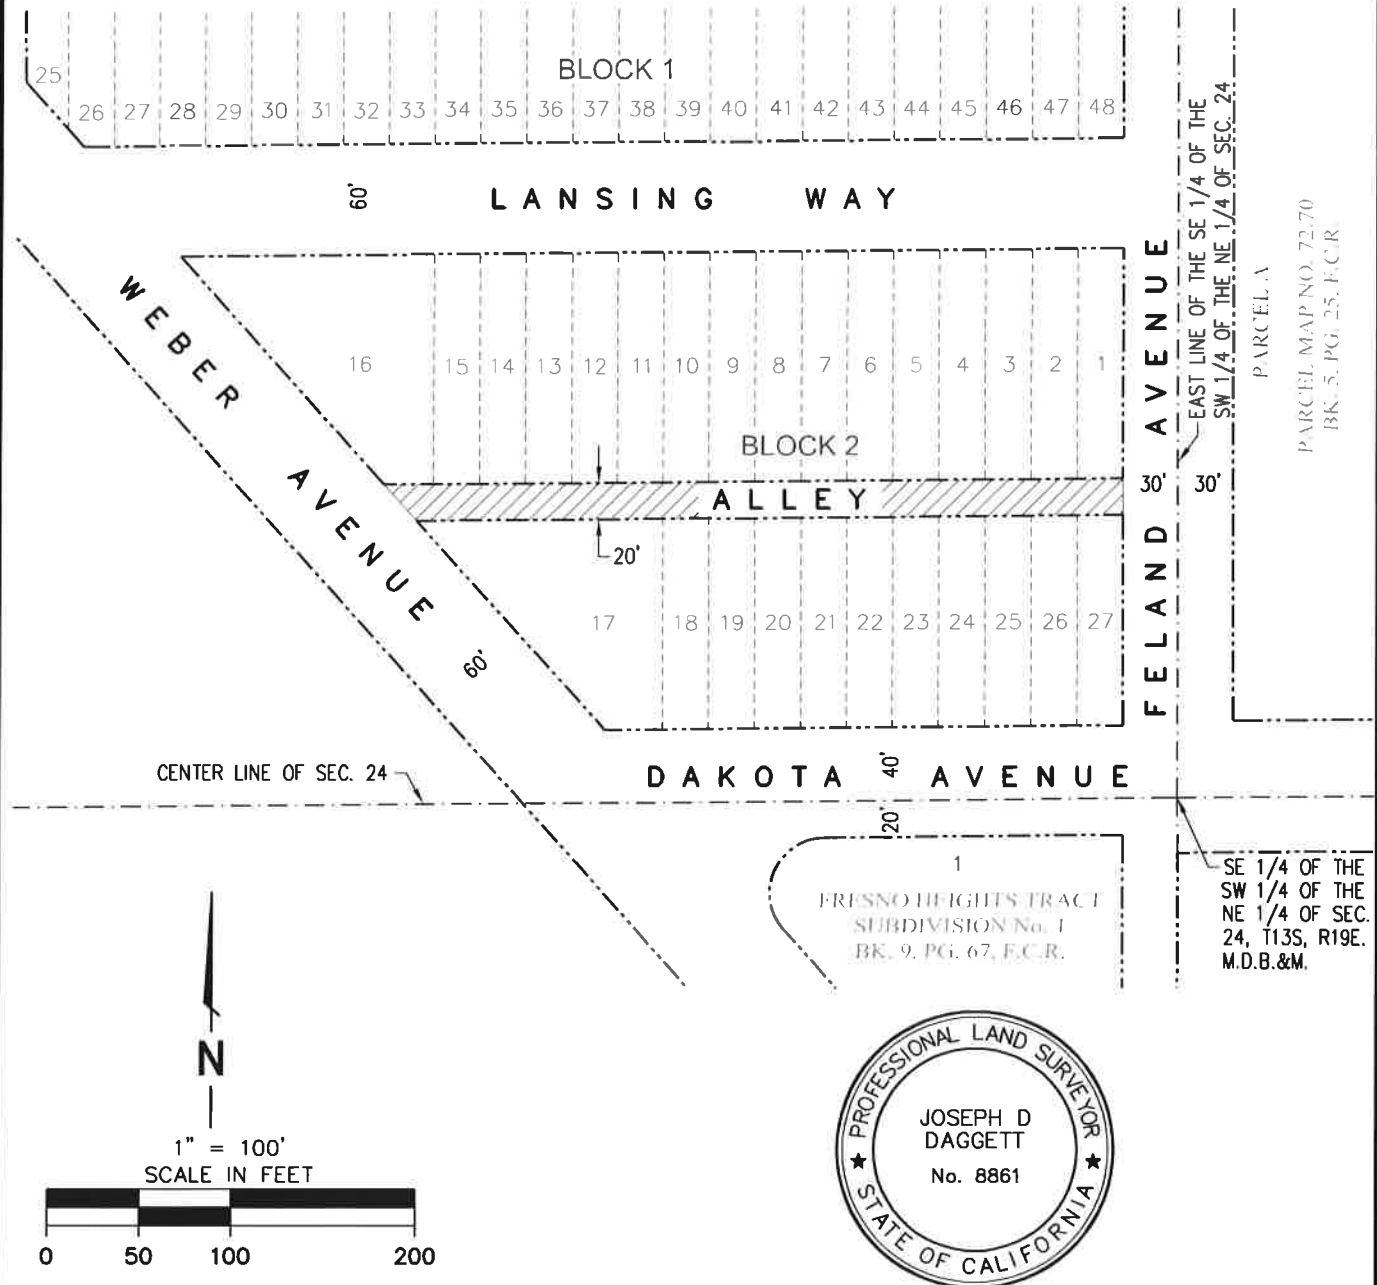 BLOCK 1
25 26 27 28 29 30 31 32 33 34 35 36 37 38 39 40 41 42 43 44 45 46 47 48
60' LANSING WAY
EAST LINE OF THE SE 1/4 OF THE
SW 1/4 OF THE NE 1/4 OF SEC. 24
PARCEL A
PARCEL MAP NO. 72.70
BK. 5, PG. 25, F.C.R.
WEBER AVENUE 60'
16 15 14 13 12 11 10 9 8 7 6 5 4 3 2 1
BLOCK 2
ALLEY
20'
30' 30'
FELAND AVENUE
17 18 19 20 21 22 23 24 25 26 27
CENTER LINE OF SEC. 24
DAKOTA 40' AVENUE
20'
1
FRESNO HEIGHTS TRACT
SUBDIVISION No. 1
BK. 9, PG. 67, F.C.R.
SE 1/4 OF THE
SW 1/4 OF THE
NE 1/4 OF SEC.
24, T13S, R19E.
M.D.B.&M.
N
1" = 100'
SCALE IN FEET
0 50 100 200
PROFESSIONAL LAND SURVEYOR
JOSEPH D
DAGGETT
No. 8861
STATE OF CALIFORNIA